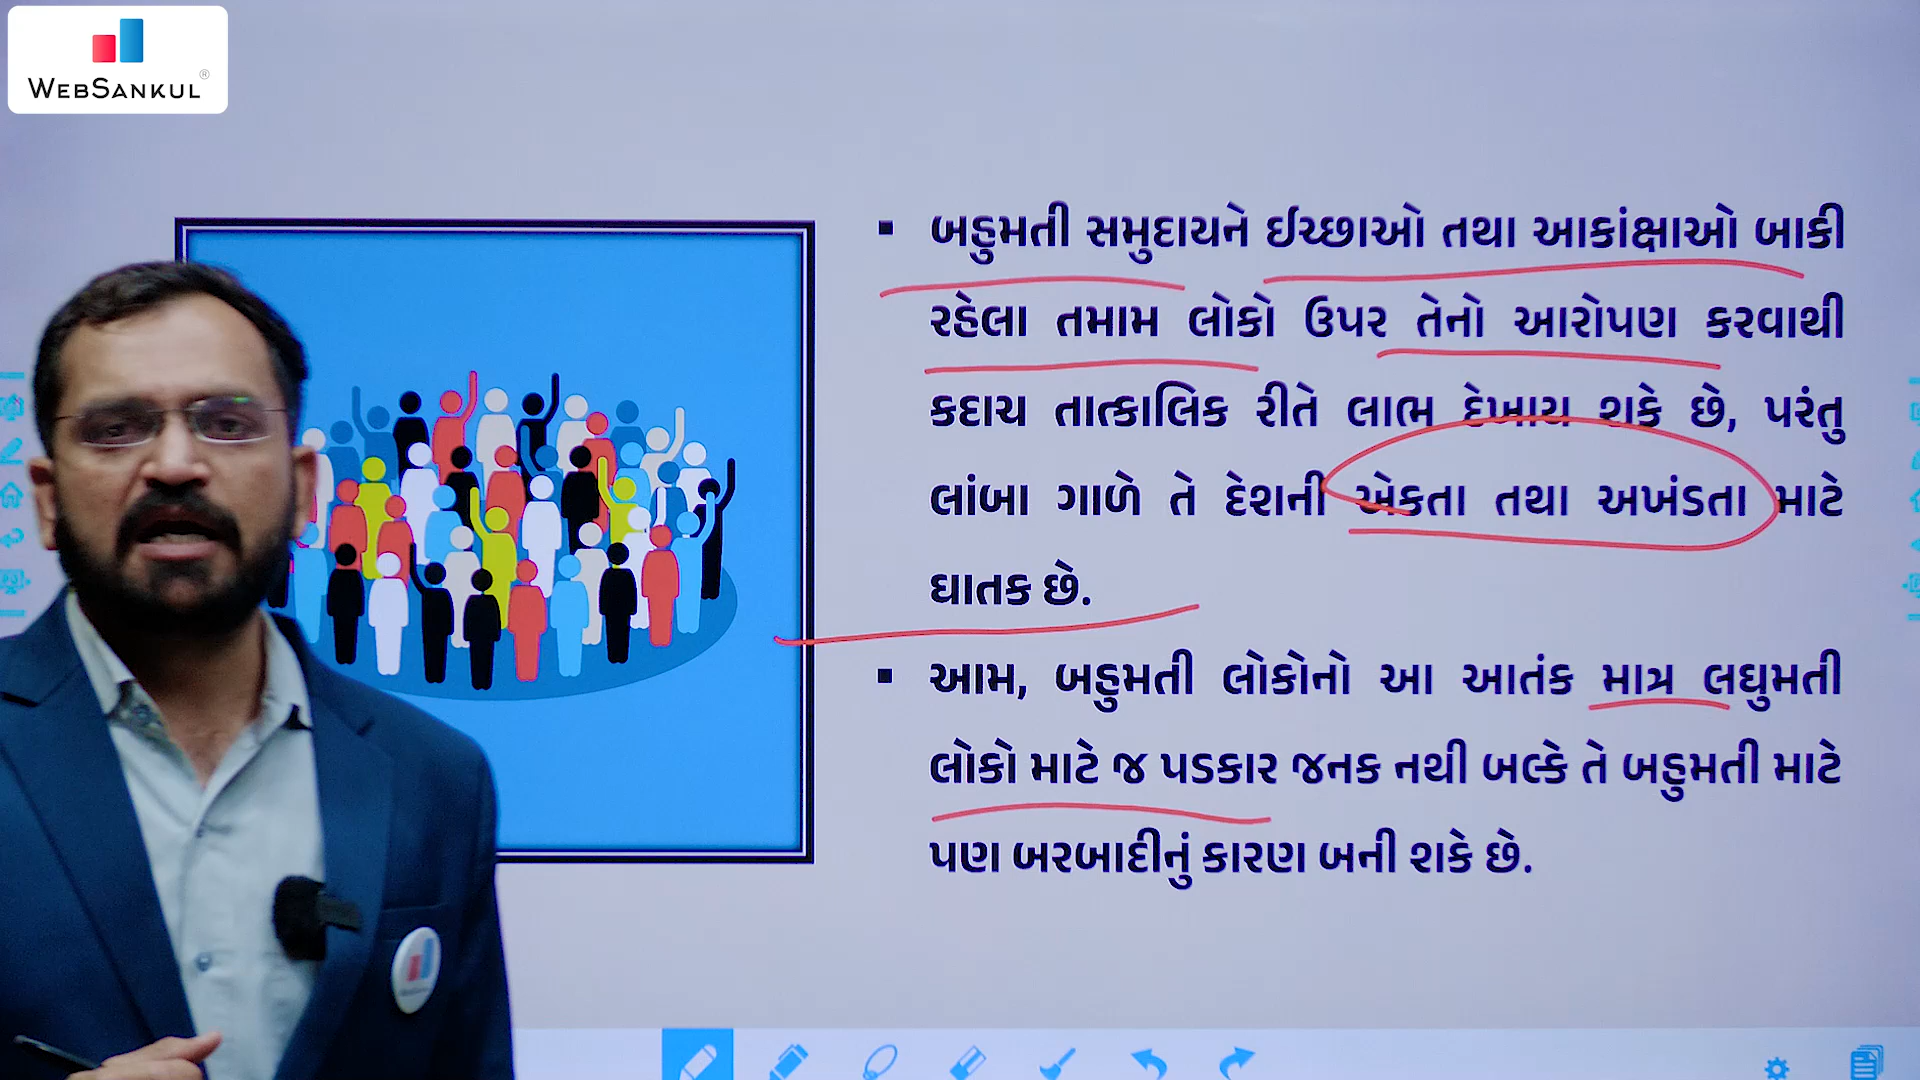 WEBSANKUL®
▪ બહુમતી સમુદાયને ઈચ્છાઓ તથા આકાંક્ષાઓ બાકી
રહેલા તમામ લોકો ઉપર તેનો આરોપણ કરવાથી
કદાચ તાત્કાલિક રીતે લાભ દેખાય શકે છે, પરંતુ
લાંબા ગાળે તે દેશની એકતા તથા અખંડતા માટે
ઘાતક છે.
▪ આમ, બહુમતી લોકોનો આ આતંક માત્ર લઘુમતી
લોકો માટે જ પડકાર જનક નથી બલ્કે તે બહુમતી માટે
પણ બરબાદીનું કારણ બની શકે છે.